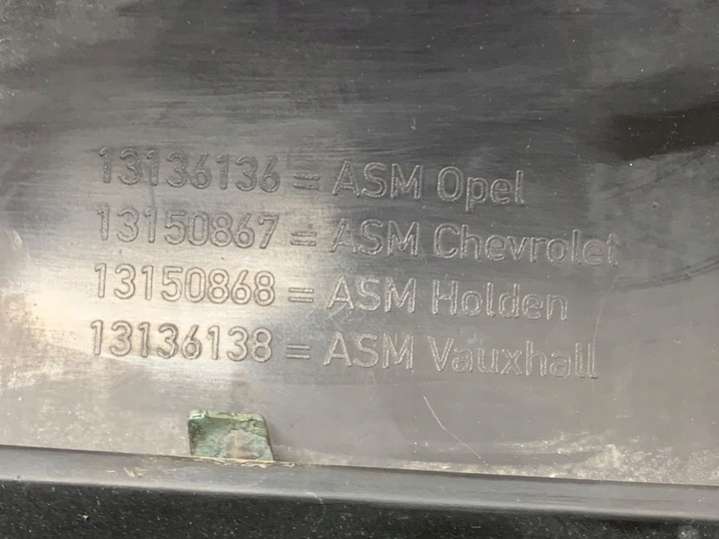 13136136 = ASM Opel
13150867 = ASM Chevrolet
13150868 = ASM Holden
13136138 = ASM Vauxhall